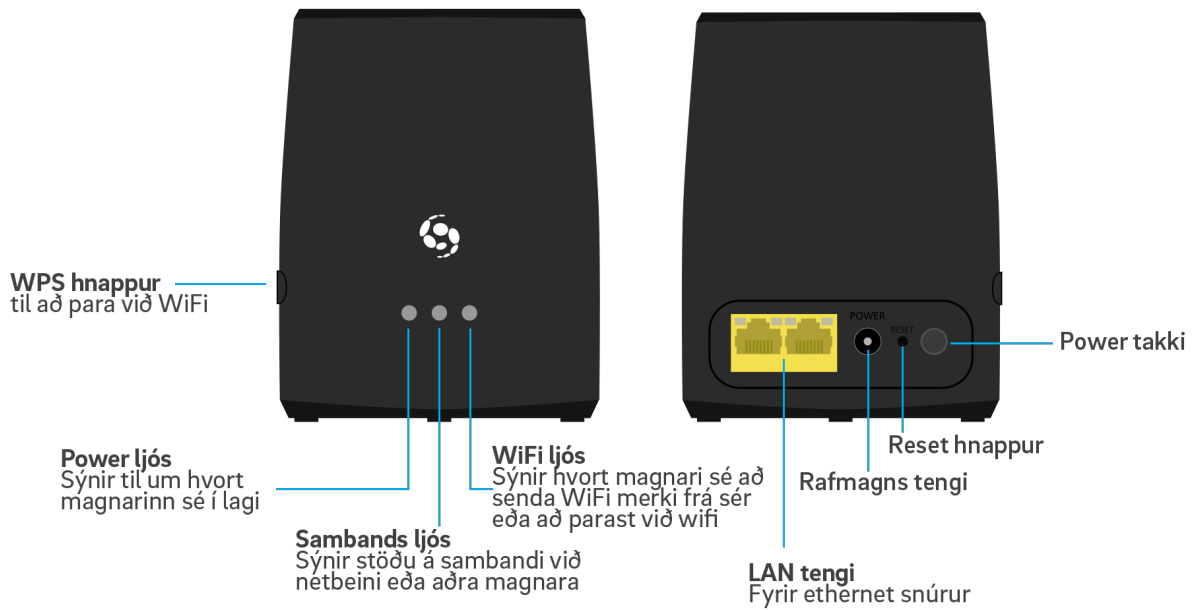 WPS hnappur
til að para við WiFi
Power ljós
Sýnir til um hvort
magnarinn sé í lagi
Sambands ljós
Sýnir stöðu á sambandi við
netbeini eða aðra magnara
WiFi ljós
Sýnir hvort magnari sé að
senda WiFi merki frá sér
eða að parast við wifi
POWER
RESET
Power takki
Reset hnappur
Rafmagns tengi
LAN tengi
Fyrir ethernet snúrur